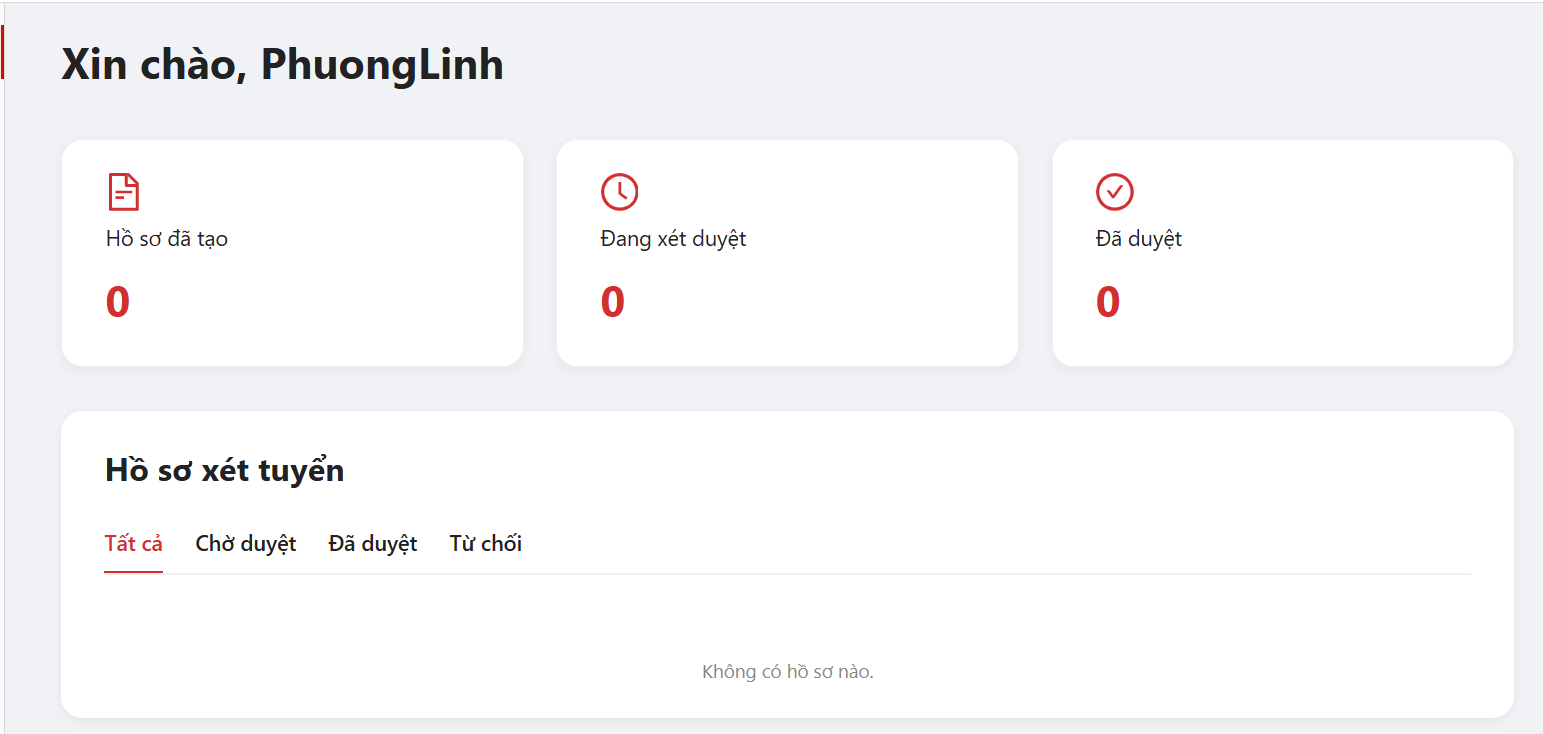 Xin chào, PhuongLinh
Hồ sơ đã tạo
0
Đang xét duyệt
0
Đã duyệt
0
Hồ sơ xét tuyển
Tất cả Chờ duyệt Đã duyệt Từ chối
Không có hồ sơ nào.